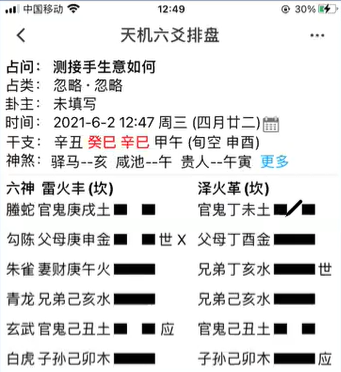 中国移动 12:49 30%
天机六爻排盘
占问： 测接手生意如何
占类： 忽略·忽略
卦主： 未填写
时间： 2021-6-2 12:47 周三 (四月廿二)
干支： 辛丑 癸巳 辛巳 甲午 (旬空 申酉)
神煞： 驿马--亥 咸池--午 贵人--午寅 更多
六神 雷火丰(坎) 泽火革(坎)
螣蛇 官鬼庚戌土 官鬼丁未土
勾陈 父母庚申金 世 X 父母丁酉金
朱雀 妻财庚午火 兄弟丁亥水 世
青龙 兄弟己亥水 兄弟己亥水
玄武 官鬼己丑土 应 官鬼己丑土
白虎 子孙己卯木 子孙己卯木 应